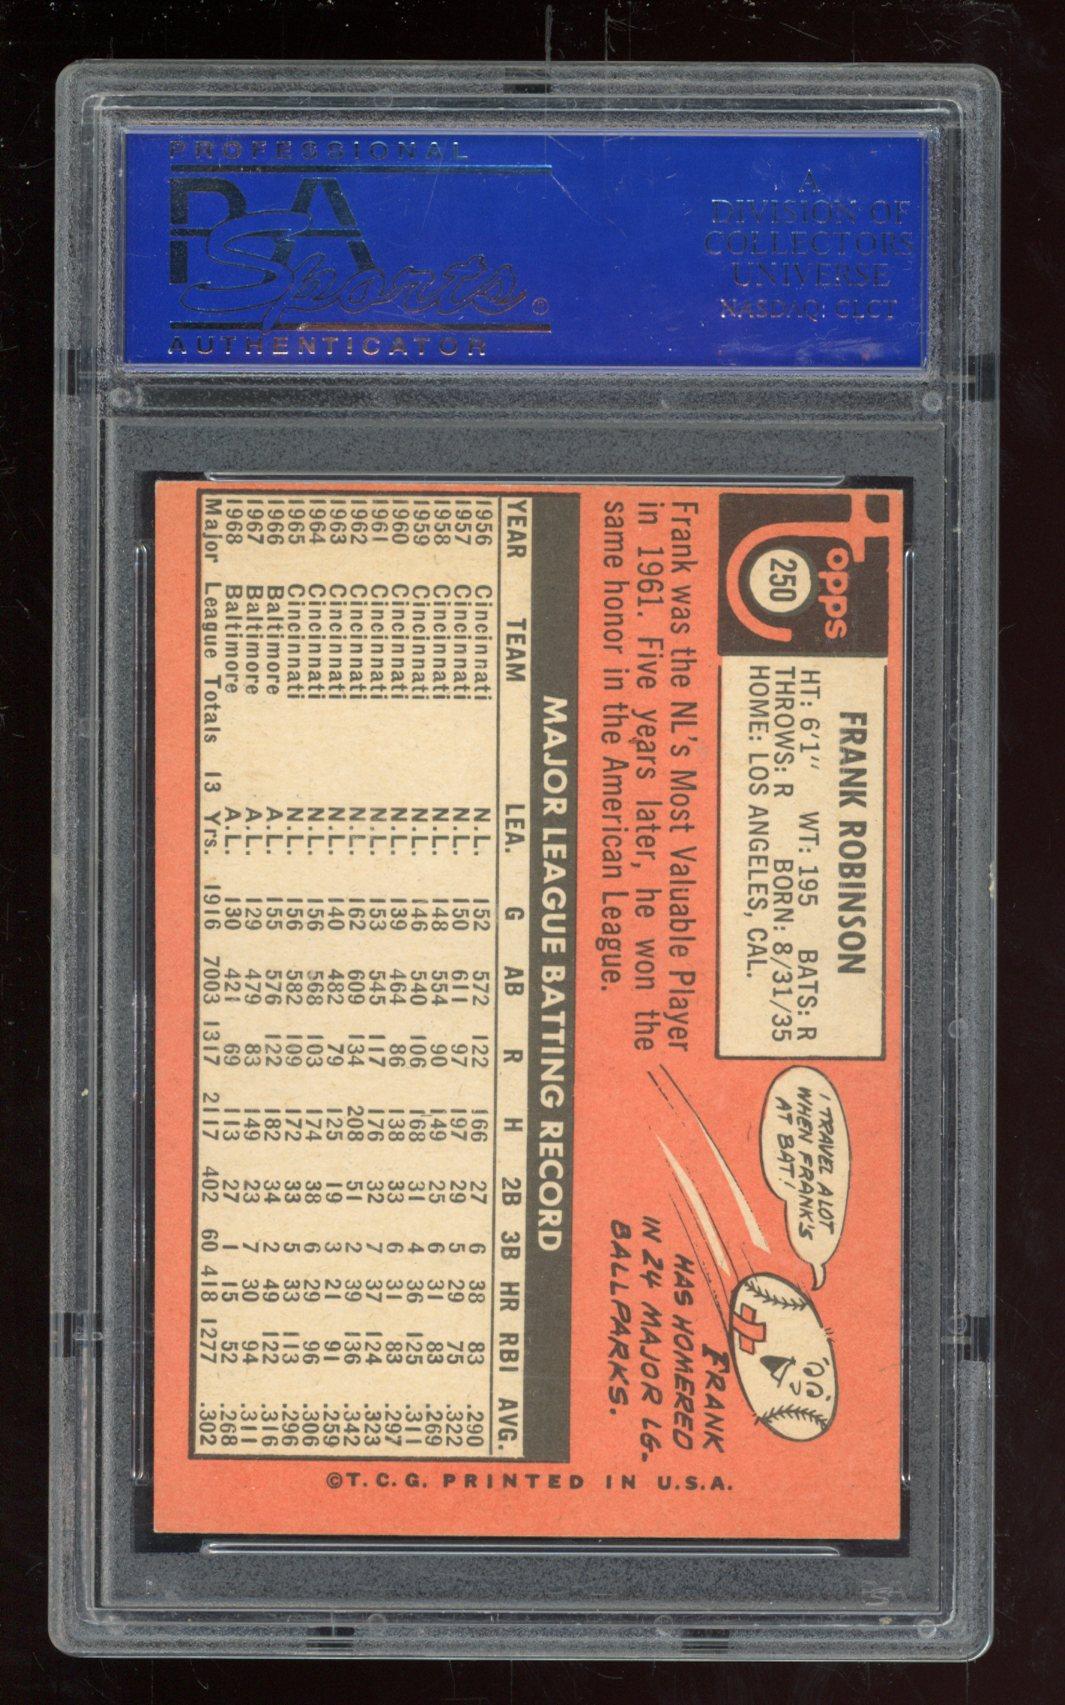 PROFESSIONAL
PSA
Sports®
AUTHENTICATOR
A
DIVISION OF
COLLECTORS
UNIVERSE
NASDAQ: CLCT
Topps
250
FRANK ROBINSON
HT: 6'1" WT: 195 BATS: R
THROWS: R BORN: 8/31/35
HOME: LOS ANGELES, CAL.
I TRAVEL A LOT
WHEN FRANK'S
AT BAT!
Frank was the NL's Most Valuable Player
in 1961. Five years later, he won the
same honor in the American League.
FRANK
HAS HOMERED
IN 24 MAJOR LG.
BALLPARKS.
MAJOR LEAGUE BATTING RECORD
YEAR TEAM LEA. G AB R H 2B 3B HR RBI AVG.
1956 Cincinnati N.L. 152 572 122 166 27 6 38 83 .290
1957 Cincinnati N.L. 150 611 97 197 29 5 29 75 .322
1958 Cincinnati N.L. 148 554 90 149 25 6 31 83 .269
1959 Cincinnati N.L. 146 540 106 168 31 4 36 125 .311
1960 Cincinnati N.L. 139 464 86 138 33 6 31 83 .297
1961 Cincinnati N.L. 153 545 117 176 32 7 37 124 .323
1962 Cincinnati N.L. 162 609 134 208 51 2 39 136 .342
1963 Cincinnati N.L. 140 482 79 125 19 3 21 91 .259
1964 Cincinnati N.L. 156 568 103 174 38 6 29 96 .306
1965 Cincinnati N.L. 156 582 109 172 33 5 33 113 .296
1966 Baltimore A.L. 155 576 122 182 34 2 49 122 .316
1967 Baltimore A.L. 129 479 83 149 23 7 30 94 .311
1968 Baltimore A.L. 130 421 69 113 27 1 15 52 .268
Major League Totals 13 Yrs. 1916 7003 1317 2117 402 60 418 1277 .302
©T.C.G. PRINTED IN U.S.A.
PSA